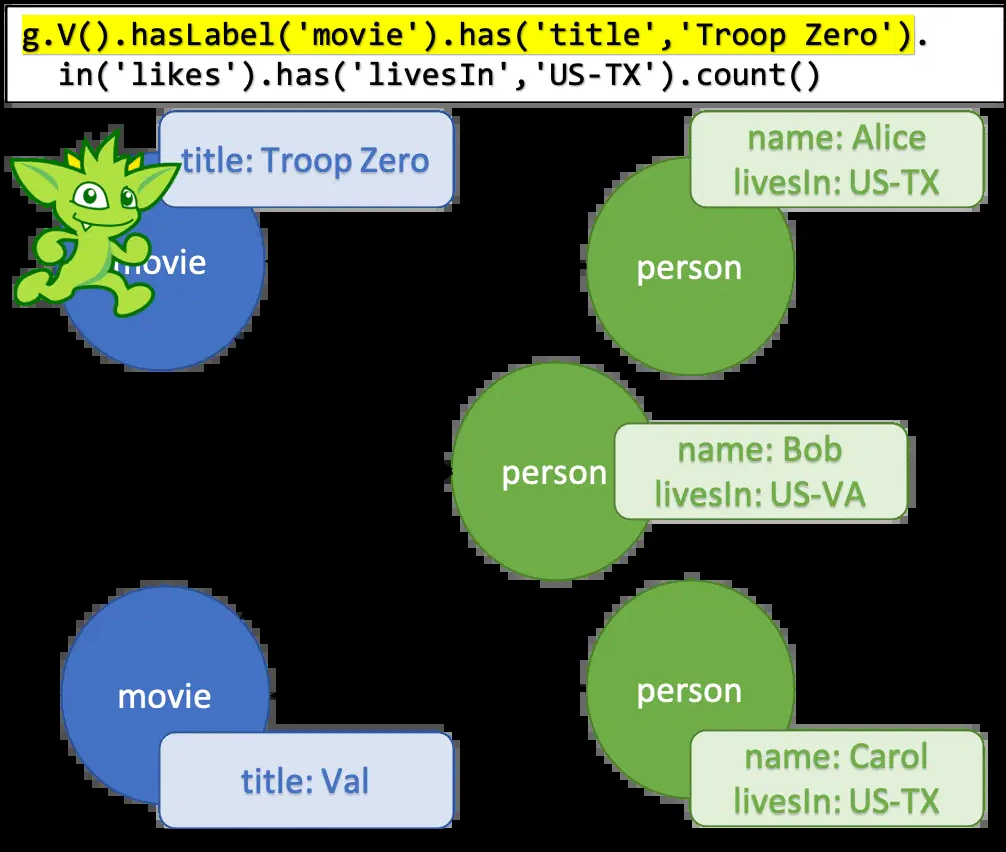 g.V().hasLabel('movie').has('title','Troop Zero').
in('likes').has('livesIn','US-TX').count()
title: Troop Zero
name: Alice
livesIn: US-TX
movie
person
person
name: Bob
livesIn: US-VA
movie
person
title: Val
name: Carol
livesIn: US-TX